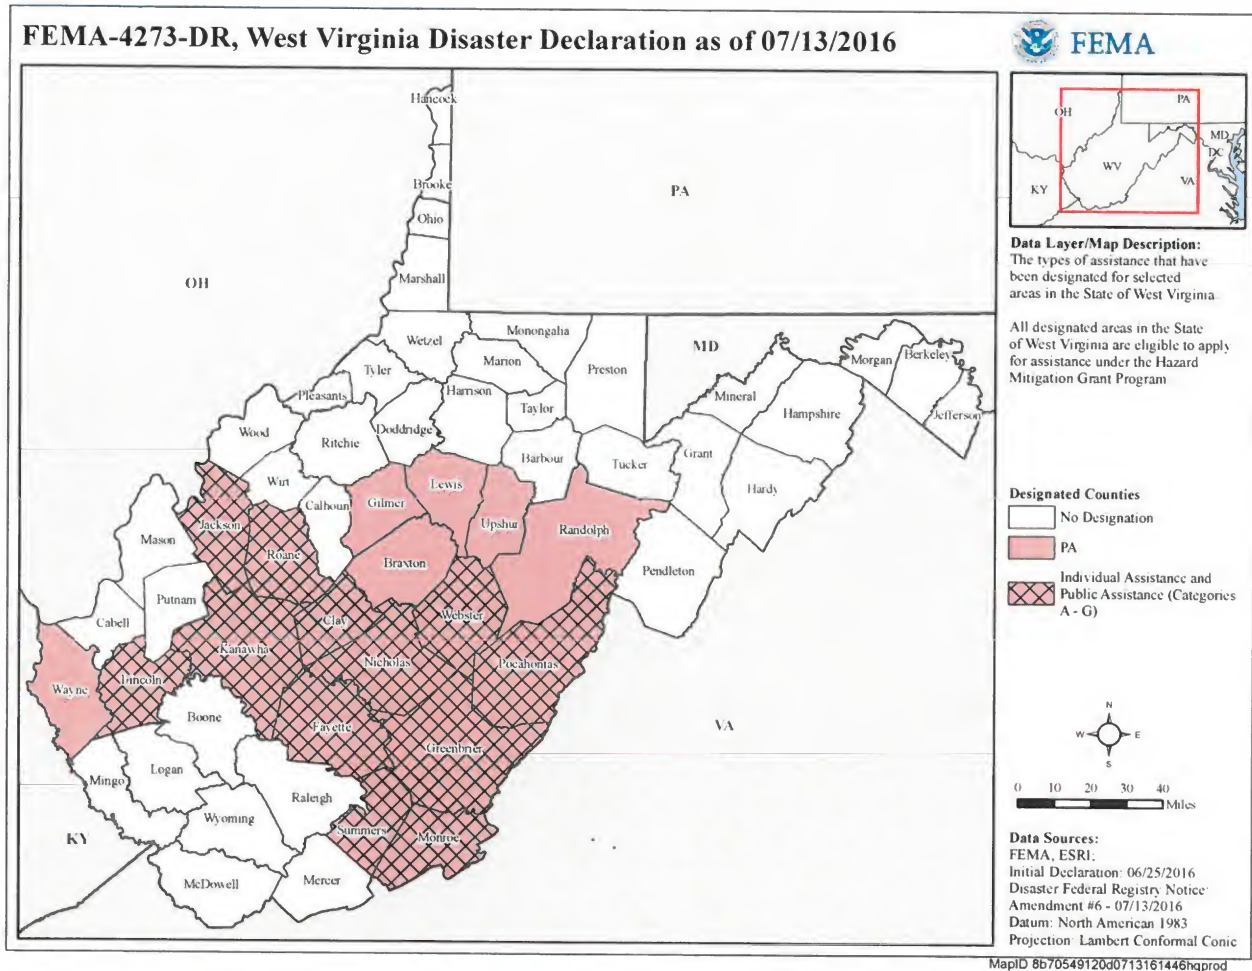 FEMA-4273-DR, West Virginia Disaster Declaration as of 07/13/2016
FEMA
Hancock
Brooke
Ohio
Marshall
PA
OH
Wetzel
Monongalia
Marion
Preston
MD
Morgan
Berkeley
Jefferson
Tyler
Pleasants
Harrison
Taylor
Mineral
Hampshire
Wood
Ritchie
Doddridge
Barbour
Tucker
Grant
Hardy
Wirt
Calhoun
Gilmer
Lewis
Upshur
Randolph
Pendleton
Mason
Jackson
Roane
Braxton
Putnam
Cabell
Clay
Webster
Kanawha
Nicholas
Pocahontas
Wayne
Lincoln
Boone
Fayette
Greenbrier
VA
Mingo
Logan
Raleigh
Wyoming
Summers
Monroe
KY
McDowell
Mercer
OH
PA
MD
DC
WV
KY
VA
Data Layer/Map Description:
The types of assistance that have
been designated for selected
areas in the State of West Virginia
All designated areas in the State
of West Virginia are eligible to apply
for assistance under the Hazard
Mitigation Grant Program
Designated Counties
No Designation
PA
Individual Assistance and
Public Assistance (Categories
A - G)
N
W E
S
0 10 20 30 40
Miles
Data Sources:
FEMA, ESRI;
Initial Declaration: 06/25/2016
Disaster Federal Registry Notice
Amendment #6 - 07/13/2016
Datum: North American 1983
Projection: Lambert Conformal Conic
MapID 8b70549120d0713161446hqprod